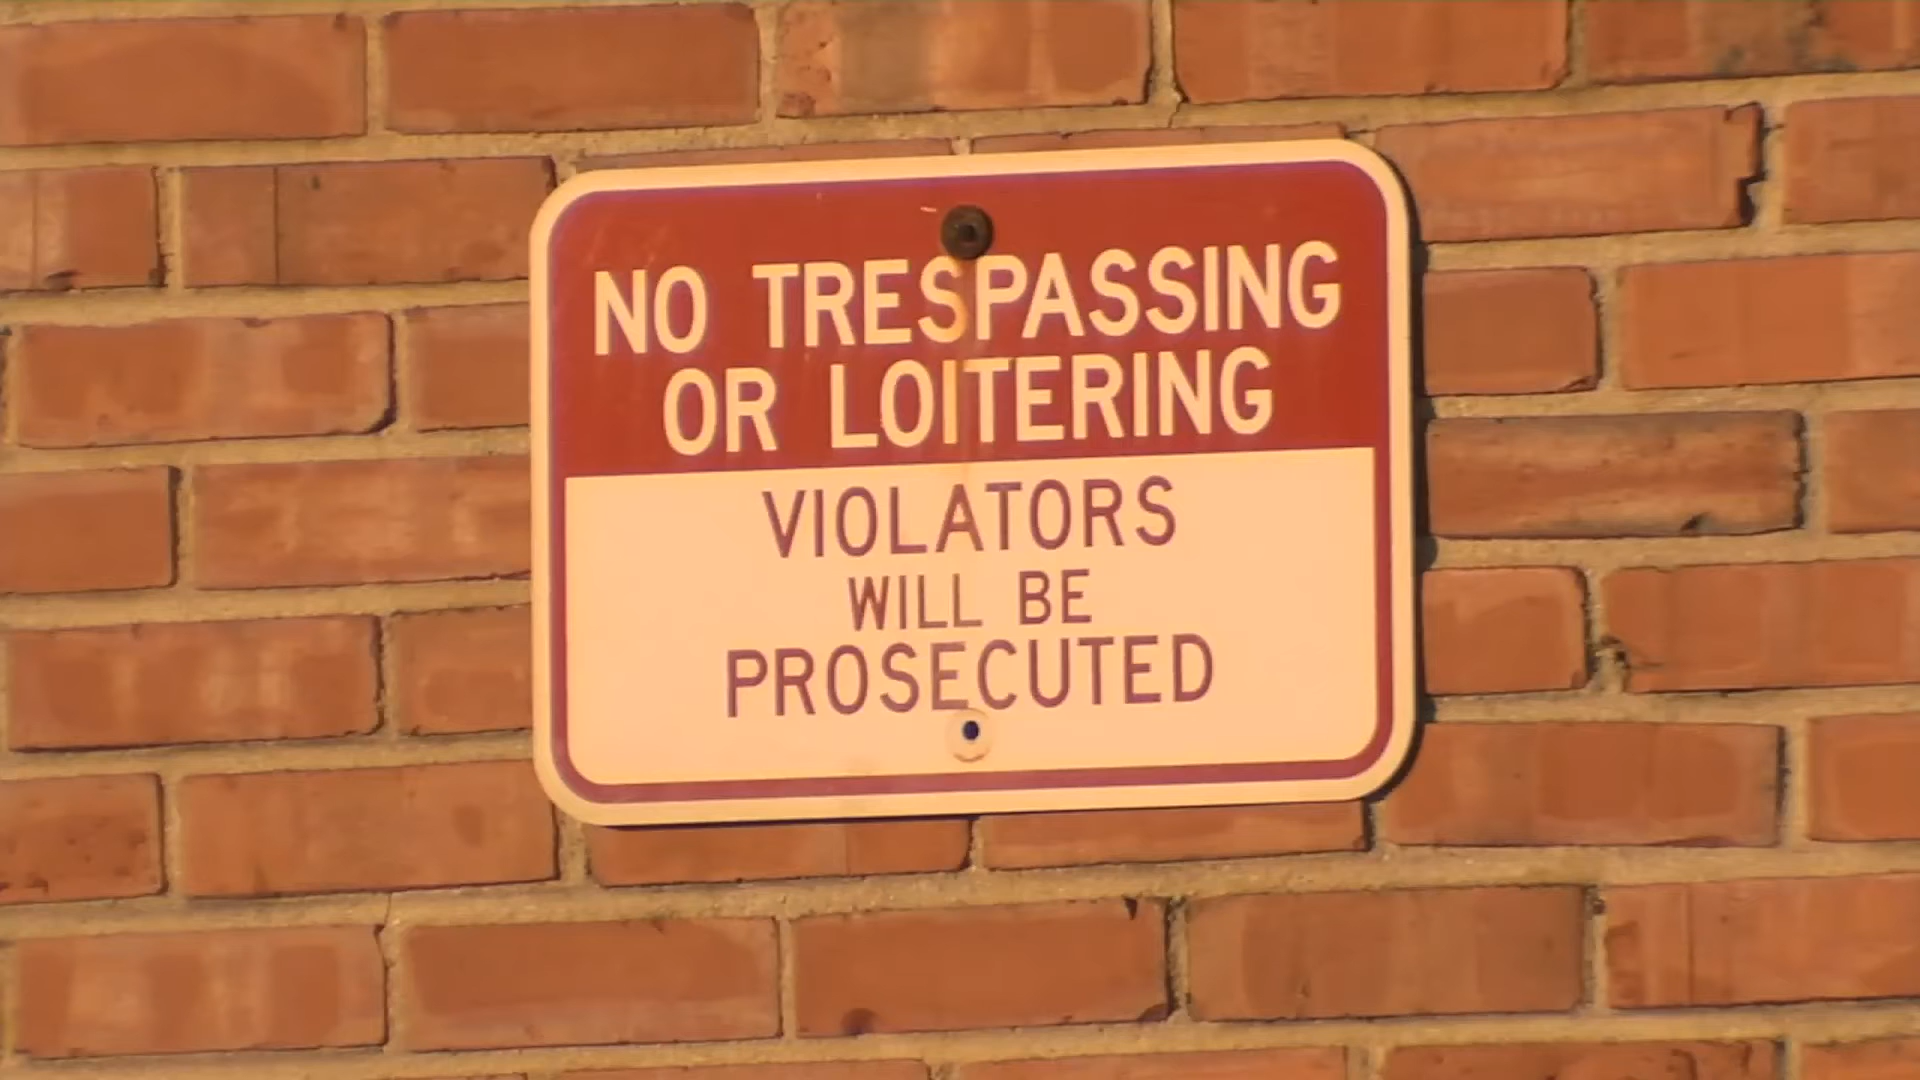 NO TRESPASSING
OR LOITERING
VIOLATORS
WILL BE
PROSECUTED